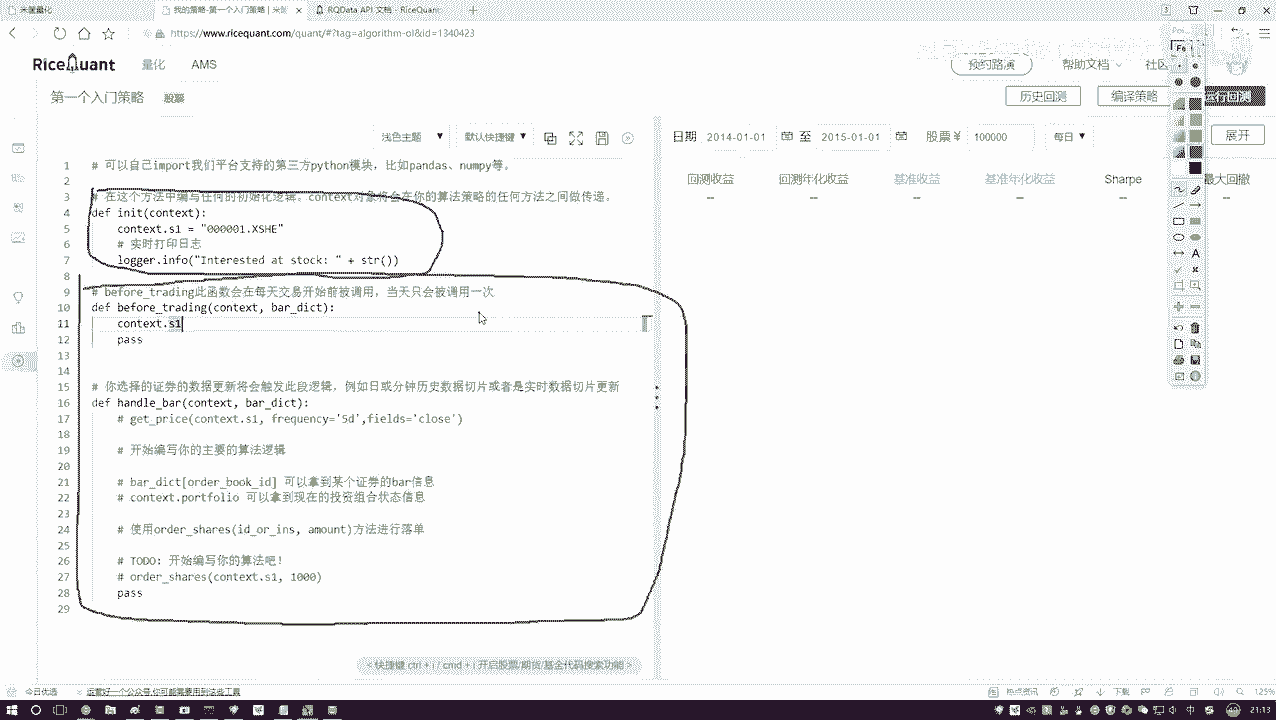 米筐量化
我的策略-第一个入门策略 | 米筐
RQData API 文档 - RiceQuant
https://www.ricequant.com/quant/#?tag=algorithm-ol&id=1340423
RiceQuant 量化 AMS 预约路演 帮助文档 社区
第一个入门策略 股票 历史回测 编译策略
浅色主题 默认快捷键 日期 2014-01-01 至 2015-01-01 股票 ¥ 100000 每日 展开
回测收益 回测年化收益 基准收益 基准年化收益 Sharpe 最大回撤
-- -- -- -- -- --
1 # 可以自己import我们平台支持的第三方python模块，比如pandas、numpy等。
2
3 # 在这个方法中编写任何的初始化逻辑。context对象将会在你的算法策略的任何方法之间做传递。
4 def init(context):
5 context.s1 = "000001.XSHE"
6 # 实时打印日志
7 logger.info("Interested at stock: " + str())
8
9 # before_trading此函数会在每天交易开始前被调用，当天只会被调用一次
10 def before_trading(context, bar_dict):
11 context.s1
12 pass
13
14
15 # 你选择的证券的数据更新将会触发此段逻辑，例如日或分钟历史数据切片或者是实时数据切片更新
16 def handle_bar(context, bar_dict):
17 # get_price(context.s1, frequency='5d',fields='close')
18
19 # 开始编写你的主要的算法逻辑
20
21 # bar_dict[order_book_id] 可以拿到某个证券的bar信息
22 # context.portfolio 可以拿到现在的投资组合状态信息
23
24 # 使用order_shares(id_or_ins, amount)方法进行落单
25
26 # TODO: 开始编写你的算法吧！
27 # order_shares(context.s1, 1000)
28 pass
29
< 快捷键 ctrl + i / cmd + i 开启股票/期货/基金代码搜索功能 >
今日优选 运营好一个公众号,你可能需要用到这些工具 热点资讯 下载 125%
中 21:13